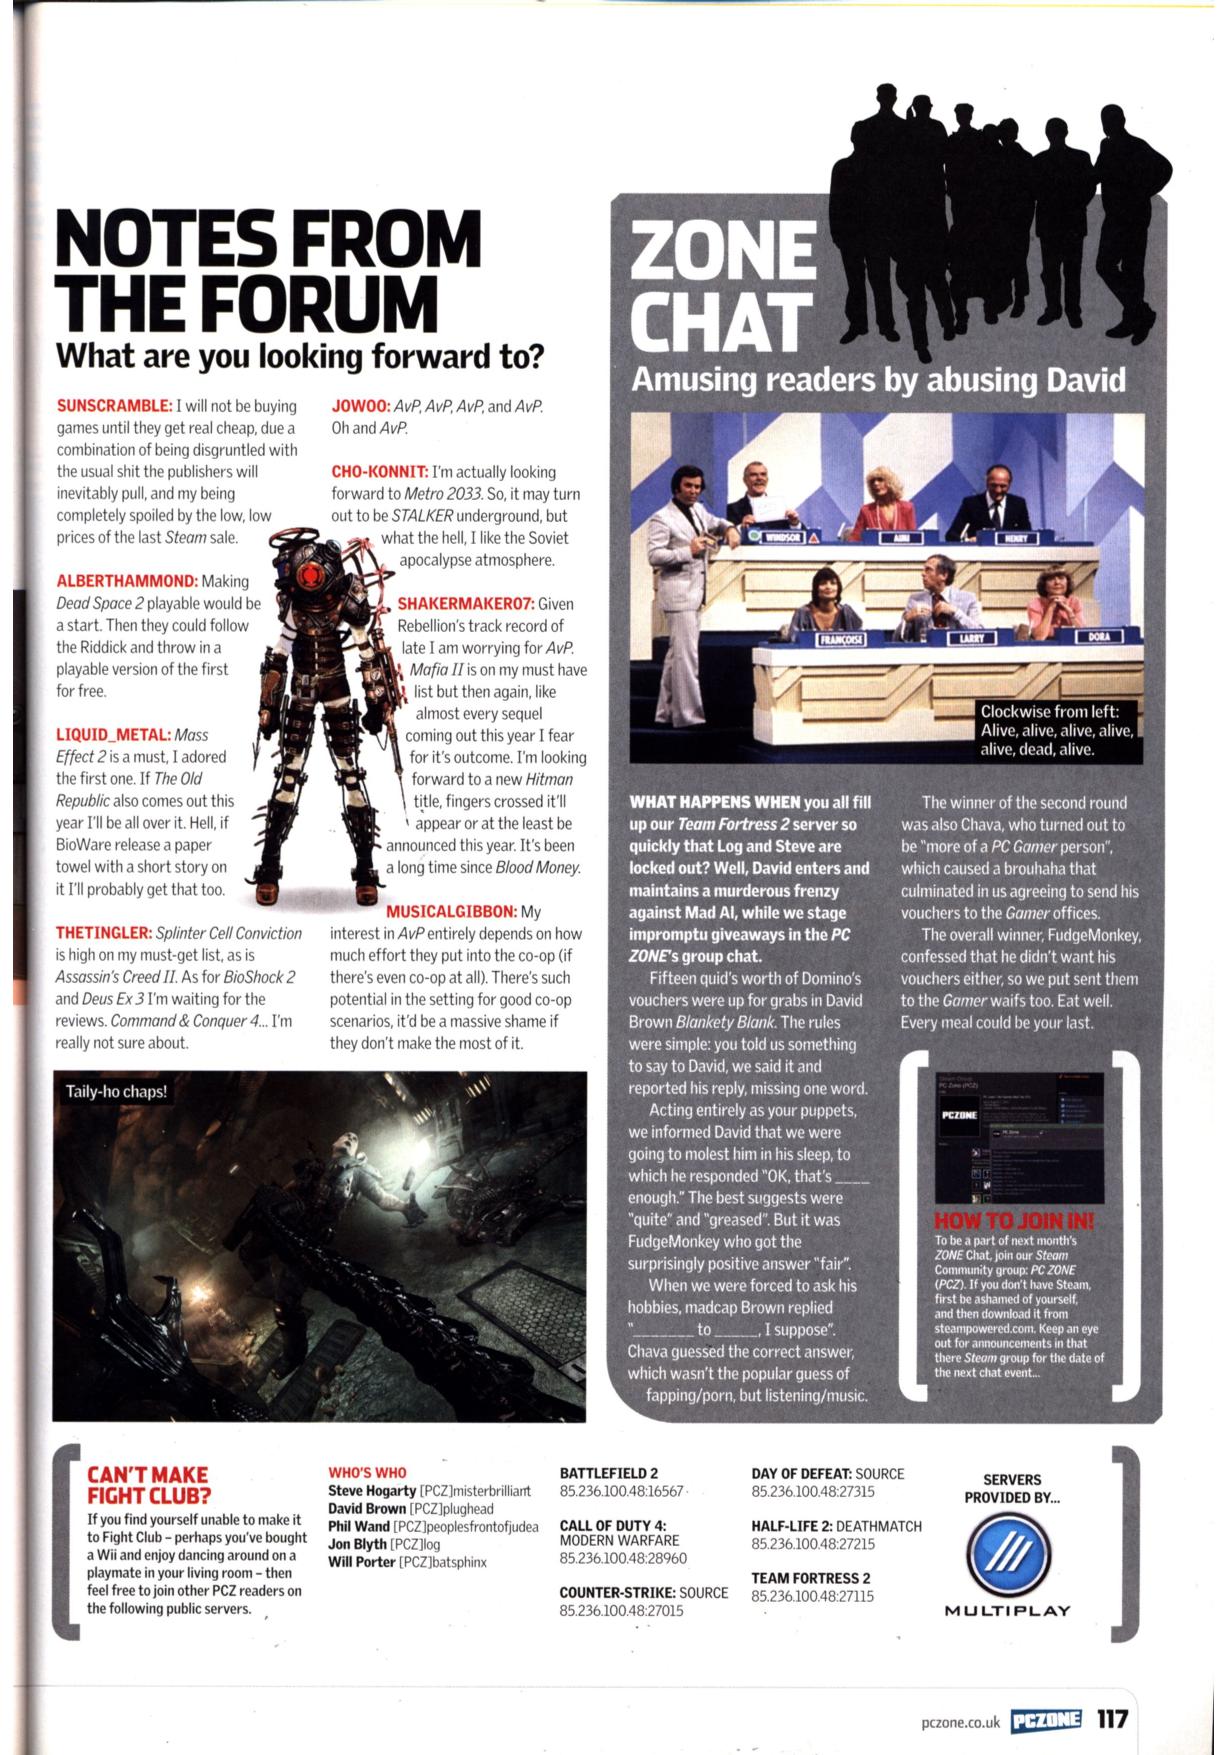 NOTES FROM
THE FORUM
What are you looking forward to?
SUNSCRAMBLE: I will not be buying
games until they get real cheap, due a
combination of being disgruntled with
the usual shit the publishers will
inevitably pull, and my being
completely spoiled by the low, low
prices of the last Steam sale.
ALBERTHAMMOND: Making
Dead Space 2 playable would be
a start. Then they could follow
the Riddick and throw in a
playable version of the first
for free.
LIQUID_METAL: Mass
Effect 2 is a must, I adored
the first one. If The Old
Republic also comes out this
year I'll be all over it. Hell, if
BioWare release a paper
towel with a short story on
it I'll probably get that too.
THETINGLER: Splinter Cell Conviction
is high on my must-get list, as is
Assassin's Creed II. As for BioShock 2
and Deus Ex 3 I'm waiting for the
reviews. Command & Conquer 4... I'm
really not sure about.
JOWOO: AvP, AvP, AvP, and AvP.
Oh and AvP.
CHO-KONNIT: I'm actually looking
forward to Metro 2033. So, it may turn
out to be STALKER underground, but
what the hell, I like the Soviet
apocalypse atmosphere.
SHAKERMAKER07: Given
Rebellion's track record of
late I am worrying for AvP.
Mafia II is on my must have
list but then again, like
almost every sequel
coming out this year I fear
for it's outcome. I'm looking
forward to a new Hitman
title, fingers crossed it'll
appear or at the least be
announced this year. It's been
a long time since Blood Money.
MUSICALGIBBON: My
interest in AvP entirely depends on how
much effort they put into the co-op (if
there's even co-op at all). There's such
potential in the setting for good co-op
scenarios, it'd be a massive shame if
they don't make the most of it.
Taily-ho chaps!
ZONE
CHAT
Amusing readers by abusing David
WINDSOR
AIMI
HENRY
FRANÇOISE
LARRY
DORA
Clockwise from left:
Alive, alive, alive, alive,
alive, dead, alive.
WHAT HAPPENS WHEN you all fill
up our Team Fortress 2 server so
quickly that Log and Steve are
locked out? Well, David enters and
maintains a murderous frenzy
against Mad Al, while we stage
impromptu giveaways in the PC
ZONE's group chat.
Fifteen quid's worth of Domino's
vouchers were up for grabs in David
Brown Blankety Blank. The rules
were simple: you told us something
to say to David, we said it and
reported his reply, missing one word.
Acting entirely as your puppets,
we informed David that we were
going to molest him in his sleep, to
which he responded "OK, that's ____
enough." The best suggests were
"quite" and "greased". But it was
FudgeMonkey who got the
surprisingly positive answer "fair".
When we were forced to ask his
hobbies, madcap Brown replied
"_______ to _____, I suppose".
Chava guessed the correct answer,
which wasn't the popular guess of
fapping/porn, but listening/music.
The winner of the second round
was also Chava, who turned out to
be "more of a PC Gamer person",
which caused a brouhaha that
culminated in us agreeing to send his
vouchers to the Gamer offices.
The overall winner, FudgeMonkey,
confessed that he didn't want his
vouchers either, so we put sent them
to the Gamer waifs too. Eat well.
Every meal could be your last.
PCZONE
HOW TO JOIN IN!
To be a part of next month's
ZONE Chat, join our Steam
Community group: PC ZONE
(PCZ). If you don't have Steam,
first be ashamed of yourself,
and then download it from
steampowered.com. Keep an eye
out for announcements in that
there Steam group for the date of
the next chat event...
CAN'T MAKE
FIGHT CLUB?
If you find yourself unable to make it
to Fight Club – perhaps you've bought
a Wii and enjoy dancing around on a
playmate in your living room – then
feel free to join other PCZ readers on
the following public servers.
WHO'S WHO
Steve Hogarty [PCZ]misterbrilliant
David Brown [PCZ]plughead
Phil Wand [PCZ]peoplesfrontofjudea
Jon Blyth [PCZ]log
Will Porter [PCZ]batsphinx
BATTLEFIELD 2
85.236.100.48:16567
CALL OF DUTY 4:
MODERN WARFARE
85.236.100.48:28960
COUNTER-STRIKE: SOURCE
85.236.100.48:27015
DAY OF DEFEAT: SOURCE
85.236.100.48:27315
HALF-LIFE 2: DEATHMATCH
85.236.100.48:27215
TEAM FORTRESS 2
85.236.100.48:27115
SERVERS
PROVIDED BY...
MULTIPLAY
pczone.co.uk PCZONE 117